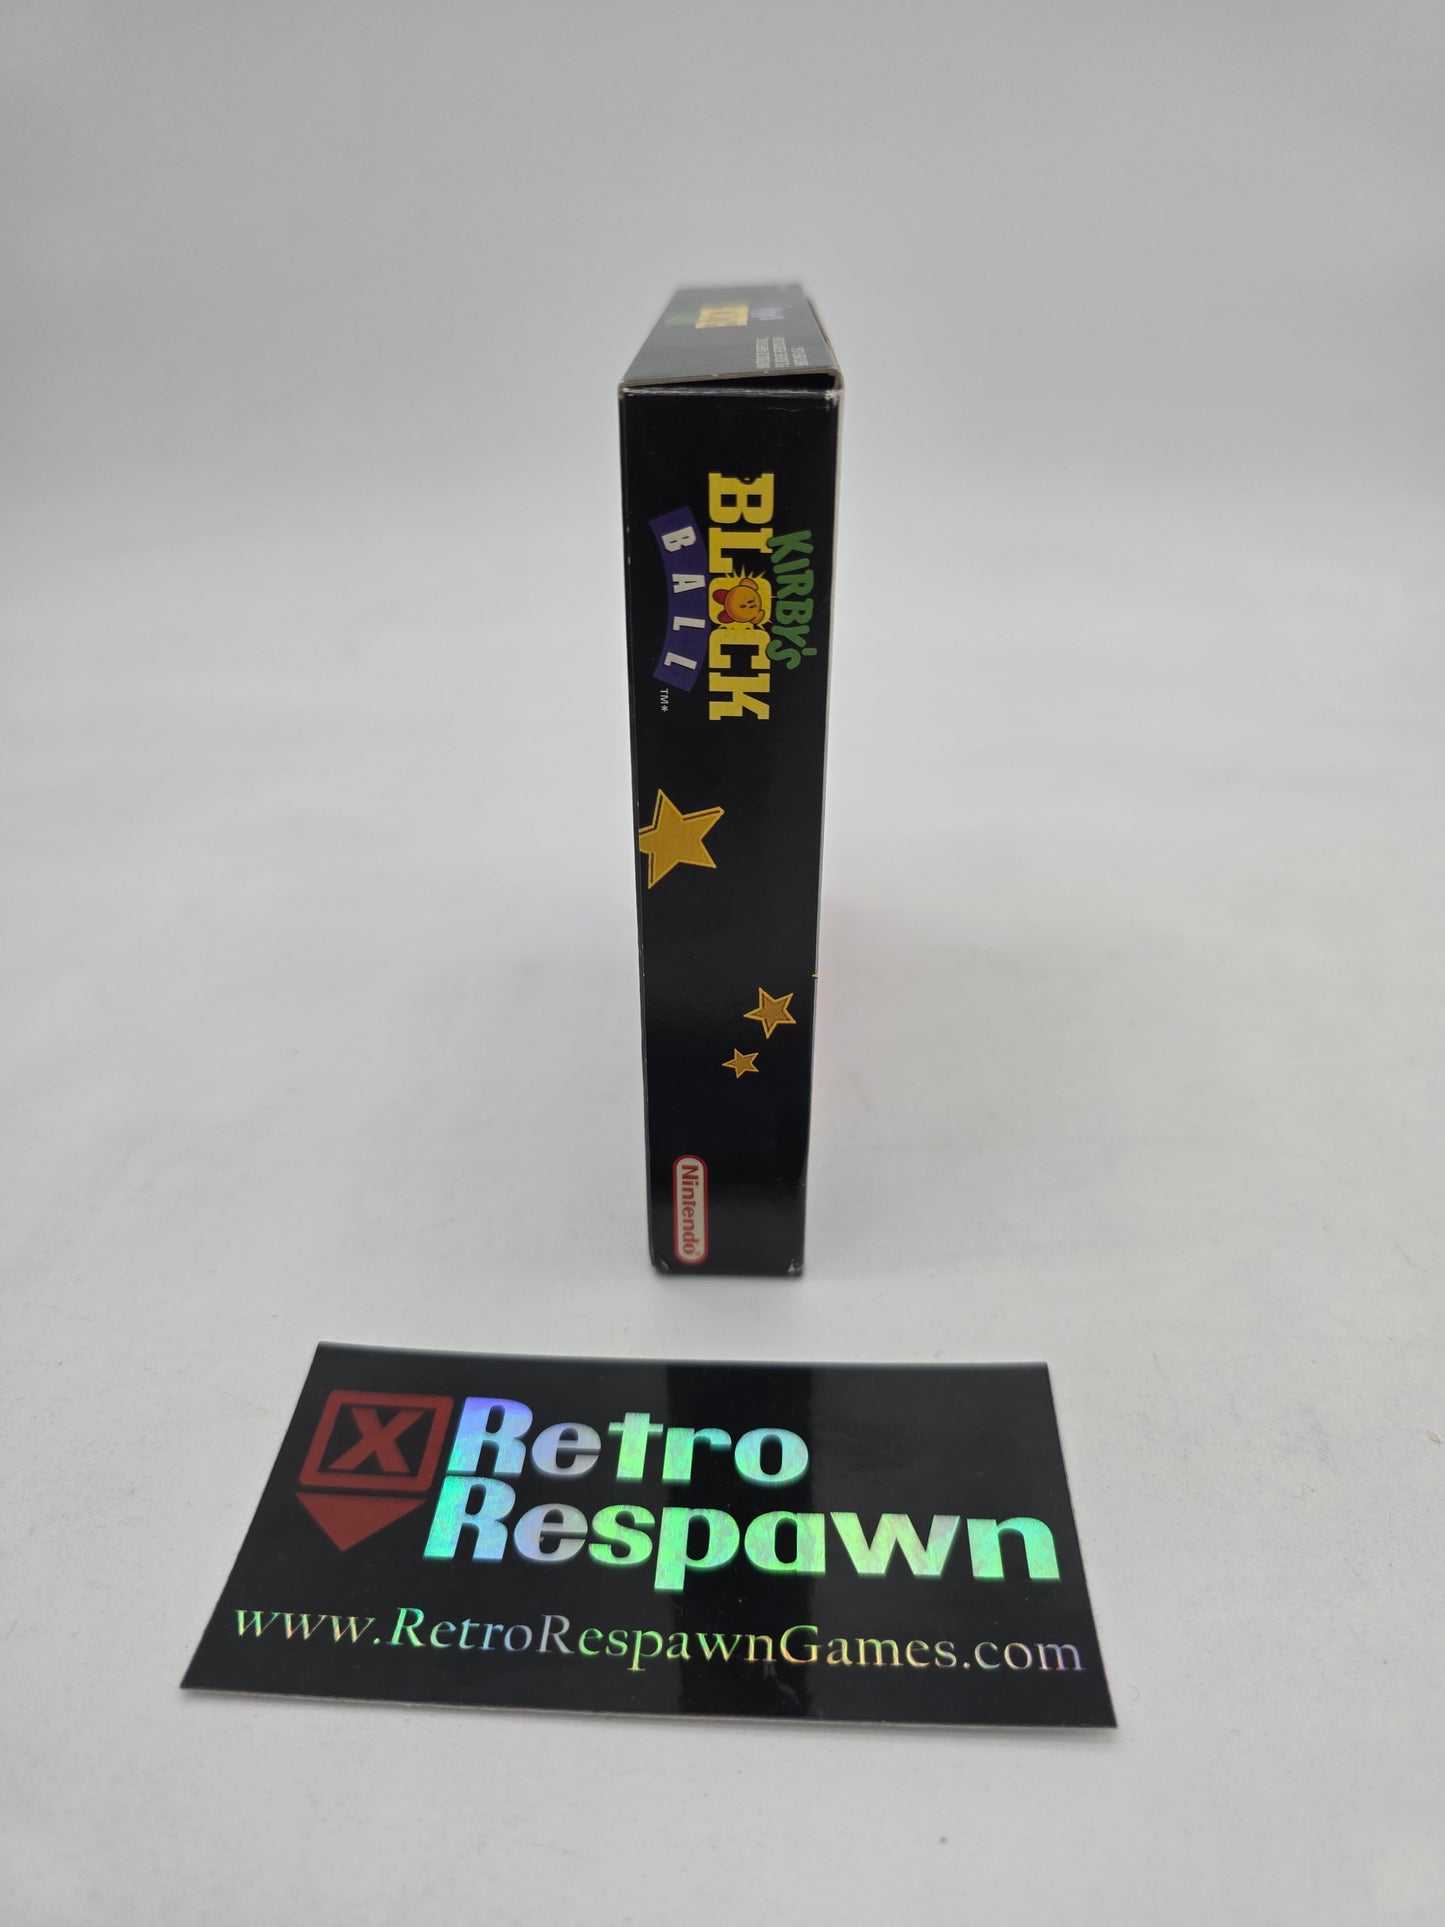 KIRBY'S
BLOCK
BALL
™*
Nintendo®
X Retro
Respawn
www.RetroRespawnGames.com